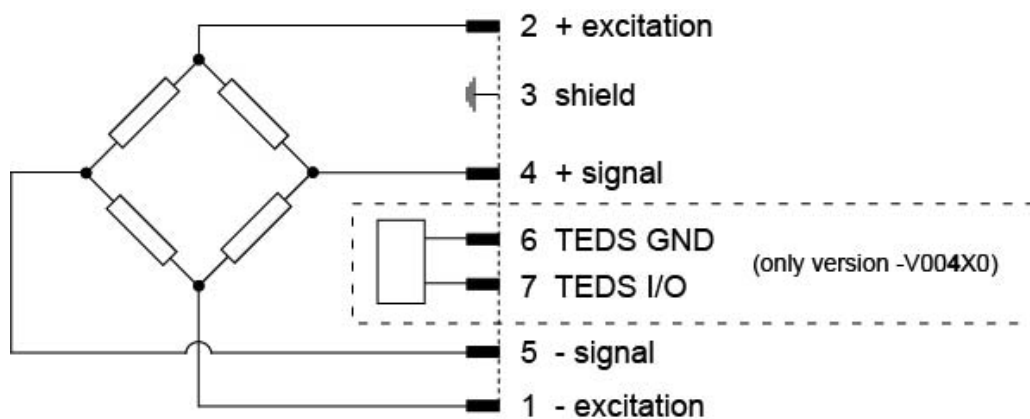 2 + excitation
3 shield
4 + signal
6 TEDS GND
(only version -V004X0)
7 TEDS I/O
5 - signal
1 - excitation